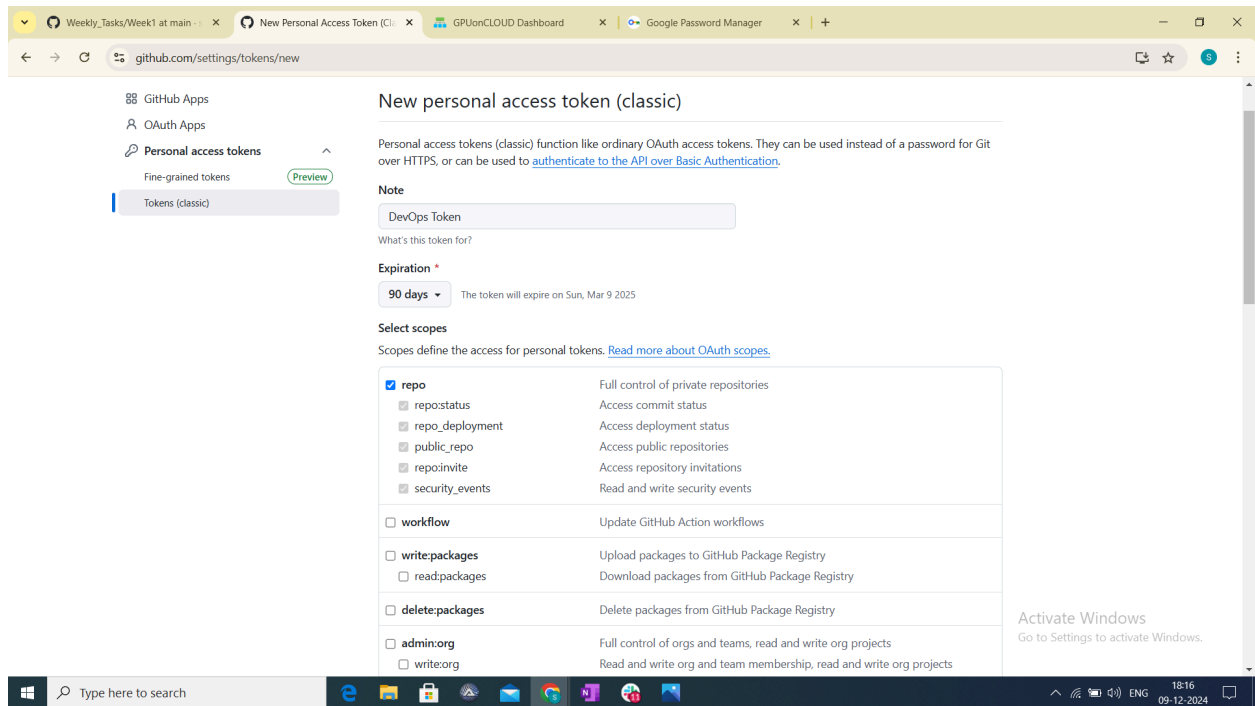 Weekly_Tasks/Week1 at main · s
New Personal Access Token (Cla
GPUonCLOUD Dashboard
Google Password Manager
github.com/settings/tokens/new
S
GitHub Apps
OAuth Apps
Personal access tokens
Fine-grained tokens
Preview
Tokens (classic)
New personal access token (classic)
Personal access tokens (classic) function like ordinary OAuth access tokens. They can be used instead of a password for Git
over HTTPS, or can be used to authenticate to the API over Basic Authentication.
Note
DevOps Token
What's this token for?
Expiration *
90 days The token will expire on Sun, Mar 9 2025
Select scopes
Scopes define the access for personal tokens. Read more about OAuth scopes.
repo Full control of private repositories
repo:status Access commit status
repo_deployment Access deployment status
public_repo Access public repositories
repo:invite Access repository invitations
security_events Read and write security events
workflow Update GitHub Action workflows
write:packages Upload packages to GitHub Package Registry
read:packages Download packages from GitHub Package Registry
delete:packages Delete packages from GitHub Package Registry
admin:org Full control of orgs and teams, read and write org projects
write:org Read and write org and team membership, read and write org projects
Activate Windows
Go to Settings to activate Windows.
Type here to search
ENG
18:16
09-12-2024